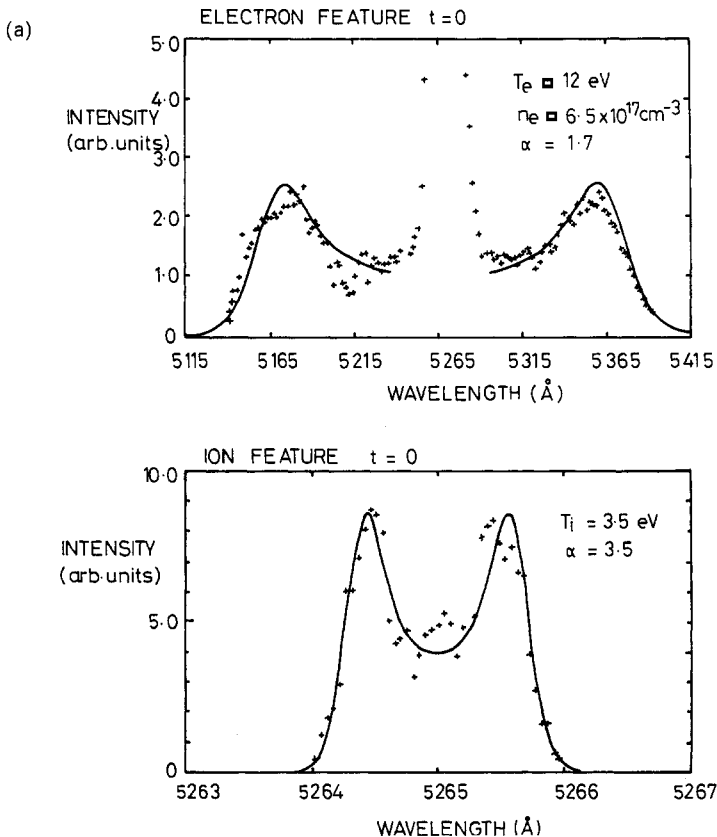 (a)
ELECTRON FEATURE t=0
5·0
4·0
3·0
2·0
1·0
0
INTENSITY
(arb.units)
Te = 12 eV
ne = 6·5x10¹⁷cm⁻³
α = 1·7
5115 5165 5215 5265 5315 5365 5415
WAVELENGTH (Å)
ION FEATURE t = 0
10·0
5·0
0
INTENSITY
(arb·units)
Ti = 3·5 eV
α = 3·5
5263 5264 5265 5266 5267
WAVELENGTH (Å)